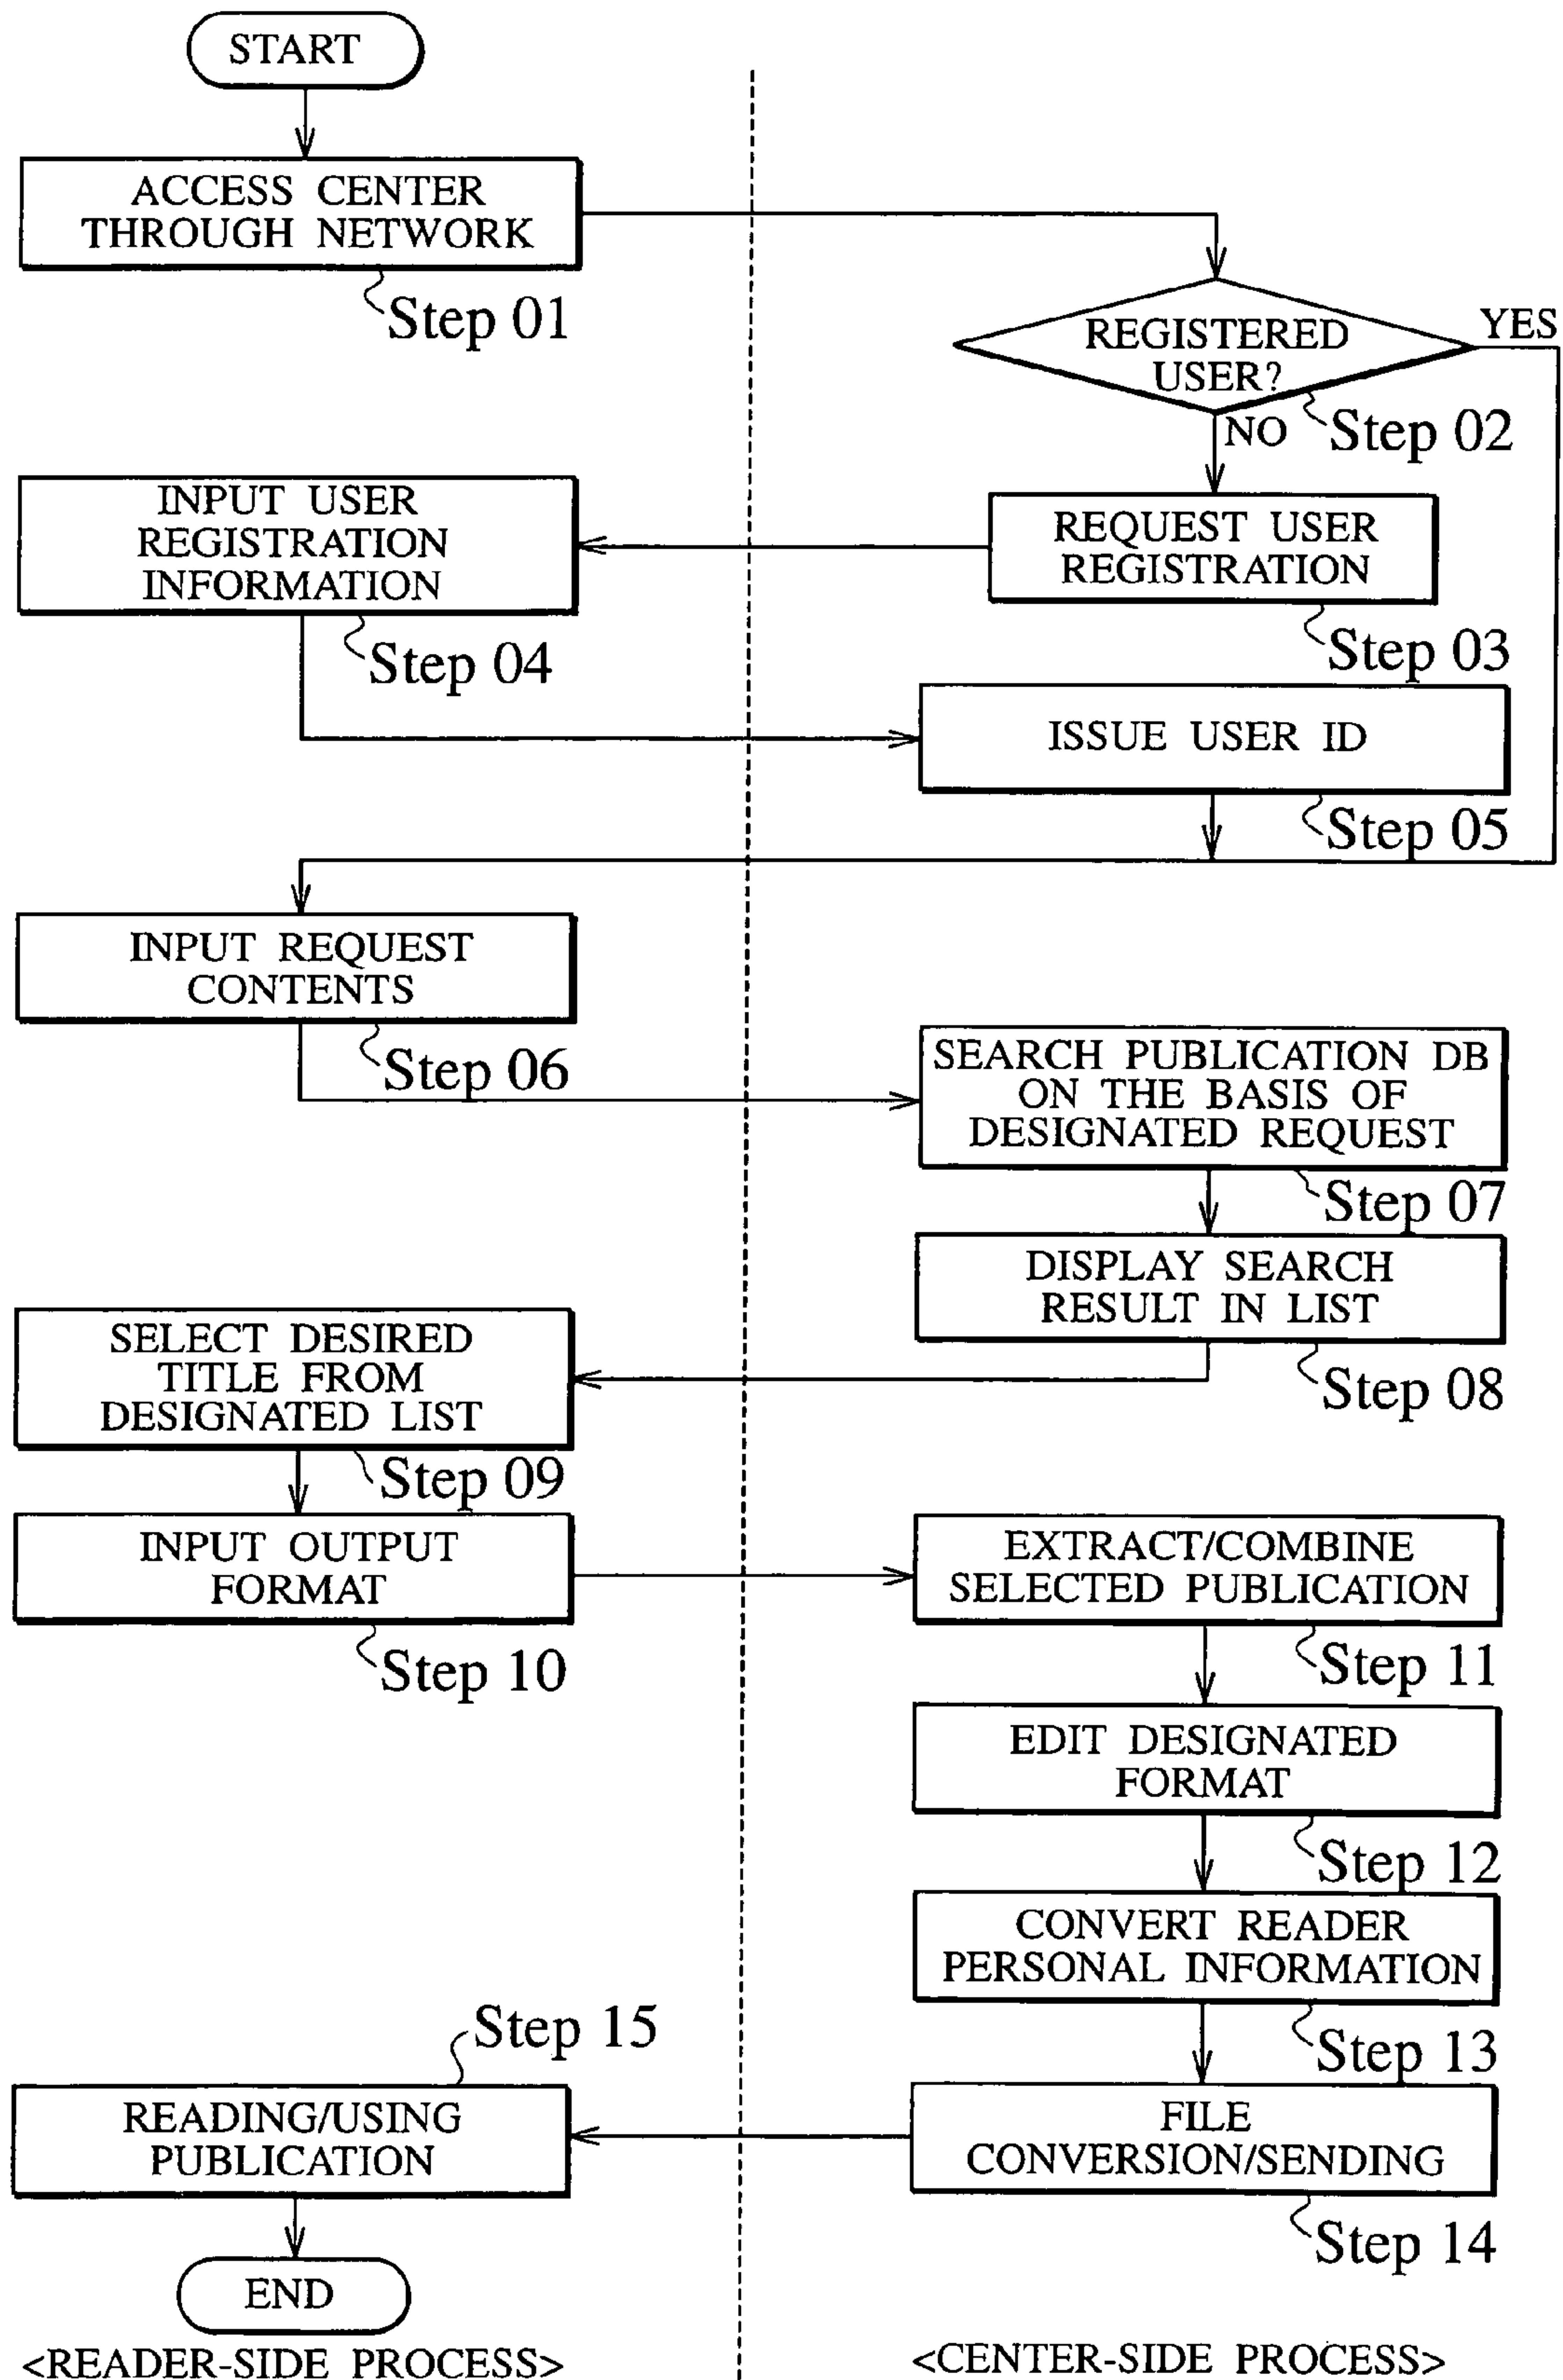 START
ACCESS CENTER
THROUGH NETWORK
Step 01
REGISTERED
USER?
YES
Step 02
NO
REQUEST USER
REGISTRATION
Step 03
INPUT USER
REGISTRATION
INFORMATION
Step 04
ISSUE USER ID
Step 05
INPUT REQUEST
CONTENTS
Step 06
SEARCH PUBLICATION DB
ON THE BASIS OF
DESIGNATED REQUEST
Step 07
DISPLAY SEARCH
RESULT IN LIST
Step 08
SELECT DESIRED
TITLE FROM
DESIGNATED LIST
Step 09
INPUT OUTPUT
FORMAT
Step 10
EXTRACT/COMBINE
SELECTED PUBLICATION
Step 11
EDIT DESIGNATED
FORMAT
Step 12
CONVERT READER
PERSONAL INFORMATION
Step 13
FILE
CONVERSION/SENDING
Step 14
Step 15
READING/USING
PUBLICATION
END
<READER-SIDE PROCESS>
<CENTER-SIDE PROCESS>